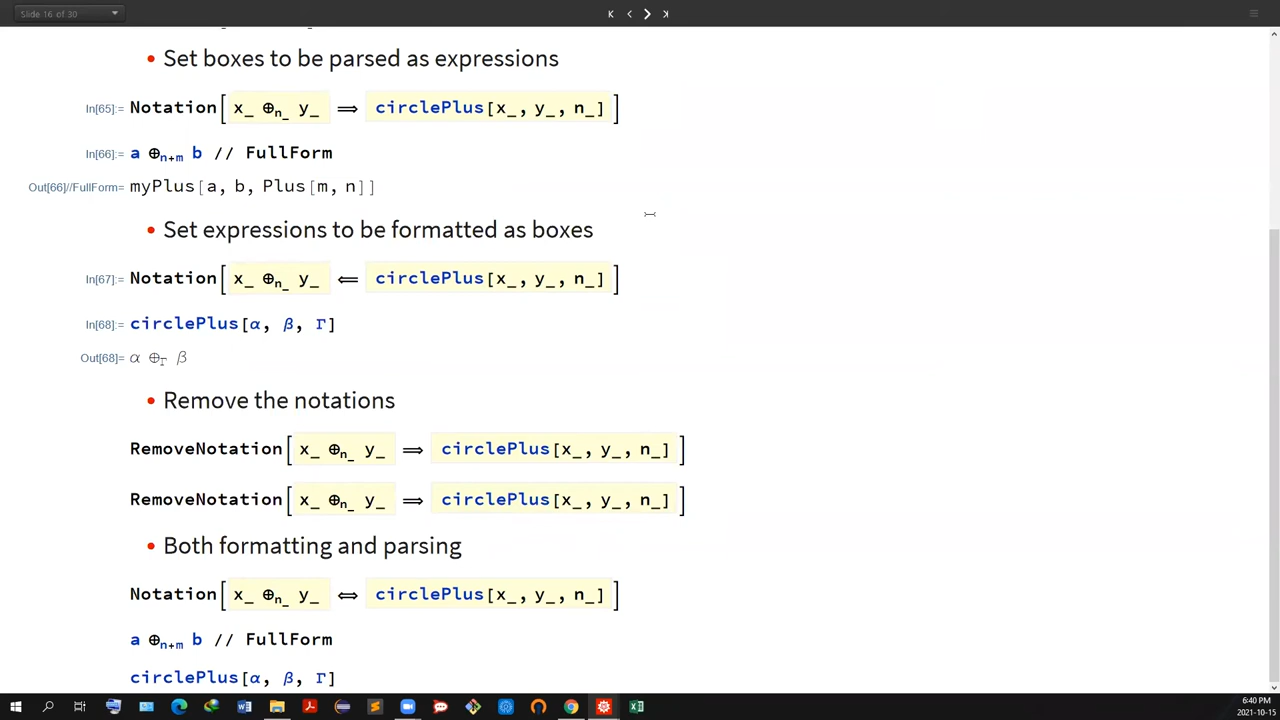 Slide 16 of 30
• Set boxes to be parsed as expressions
In[65]:= Notation[x_ ⊕n_ y_ ⟹ circlePlus[x_, y_, n_]]
In[66]:= a ⊕n+m b // FullForm
Out[66]//FullForm= myPlus[a, b, Plus[m, n]]
• Set expressions to be formatted as boxes
In[67]:= Notation[x_ ⊕n_ y_ ⟸ circlePlus[x_, y_, n_]]
In[68]:= circlePlus[α, β, Γ]
Out[68]= α ⊕Γ β
• Remove the notations
RemoveNotation[x_ ⊕n_ y_ ⟹ circlePlus[x_, y_, n_]]
RemoveNotation[x_ ⊕n_ y_ ⟹ circlePlus[x_, y_, n_]]
• Both formatting and parsing
Notation[x_ ⊕n_ y_ ⟺ circlePlus[x_, y_, n_]]
a ⊕n+m b // FullForm
circlePlus[α, β, Γ]
6:40 PM
2021-10-15